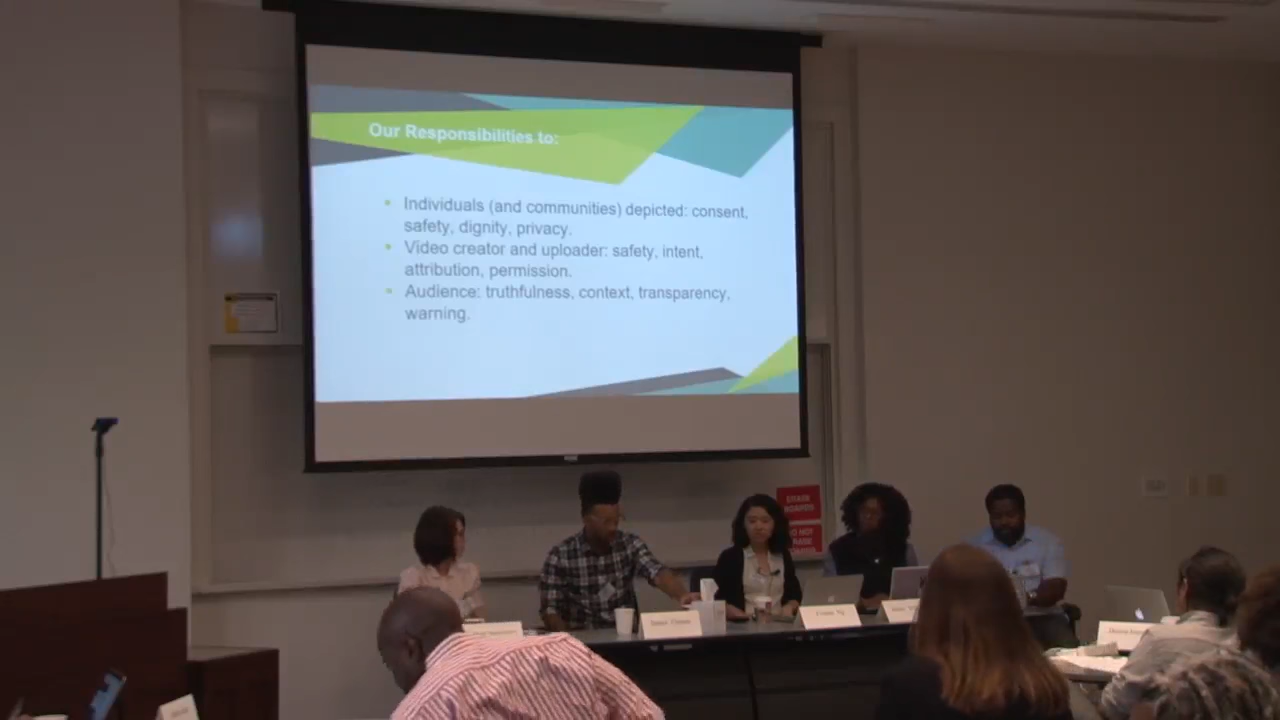 Our Responsibilities to:
Individuals (and communities) depicted: consent,
safety, dignity, privacy.
Video creator and uploader: safety, intent,
attribution, permission.
Audience: truthfulness, context, transparency,
warning.